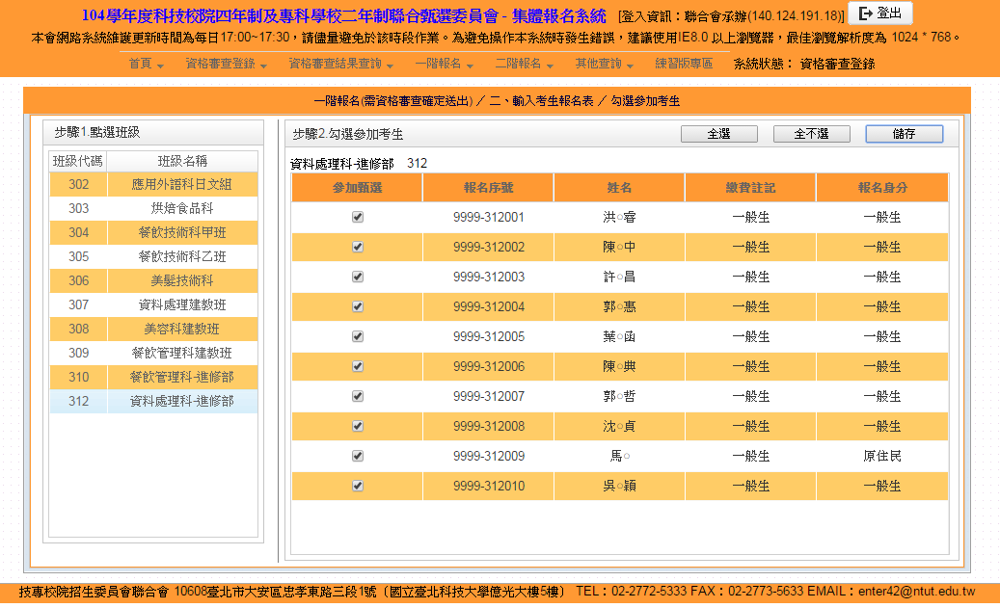 104學年度科技校院四年制及專科學校二年制聯合甄選委員會 - 集體報名系統 [登入資訊：聯合會承辦(140.124.191.18)] 登出
本會網路系統維護更新時間為每日17:00~17:30，請儘量避免於該時段作業。為避免操作本系統時發生錯誤，建議使用IE8.0 以上瀏覽器，最佳瀏覽解析度為 1024 * 768。
首頁 資格審查登錄 資格審查結果查詢 一階報名 二階報名 其他查詢 練習版專區 系統狀態： 資格審查登錄
一階報名(需資格審查確定送出) / 二、輸入考生報名表 / 勾選參加考生
步驟1.點選班級
班級代碼 班級名稱
302 應用外語科日文組
303 烘焙食品科
304 餐飲技術科甲班
305 餐飲技術科乙班
306 美髮技術科
307 資料處理建教班
308 美容科建教班
309 餐飲管理科建教班
310 餐飲管理科-進修部
312 資料處理科-進修部
步驟2.勾選參加考生 全選 全不選 儲存
資料處理科-進修部 312
參加甄選 報名序號 姓名 繳費註記 報名身分
9999-312001 洪○睿 一般生 一般生
9999-312002 陳○中 一般生 一般生
9999-312003 許○昌 一般生 一般生
9999-312004 郭○惠 一般生 一般生
9999-312005 葉○函 一般生 一般生
9999-312006 陳○典 一般生 一般生
9999-312007 郭○哲 一般生 一般生
9999-312008 沈○貞 一般生 一般生
9999-312009 馬○ 一般生 原住民
9999-312010 吳○穎 一般生 一般生
技專校院招生委員會聯合會 10608臺北市大安區忠孝東路三段1號〔國立臺北科技大學億光大樓5樓〕 TEL：02-2772-5333 FAX：02-2773-5633 EMAIL：enter42@ntut.edu.tw